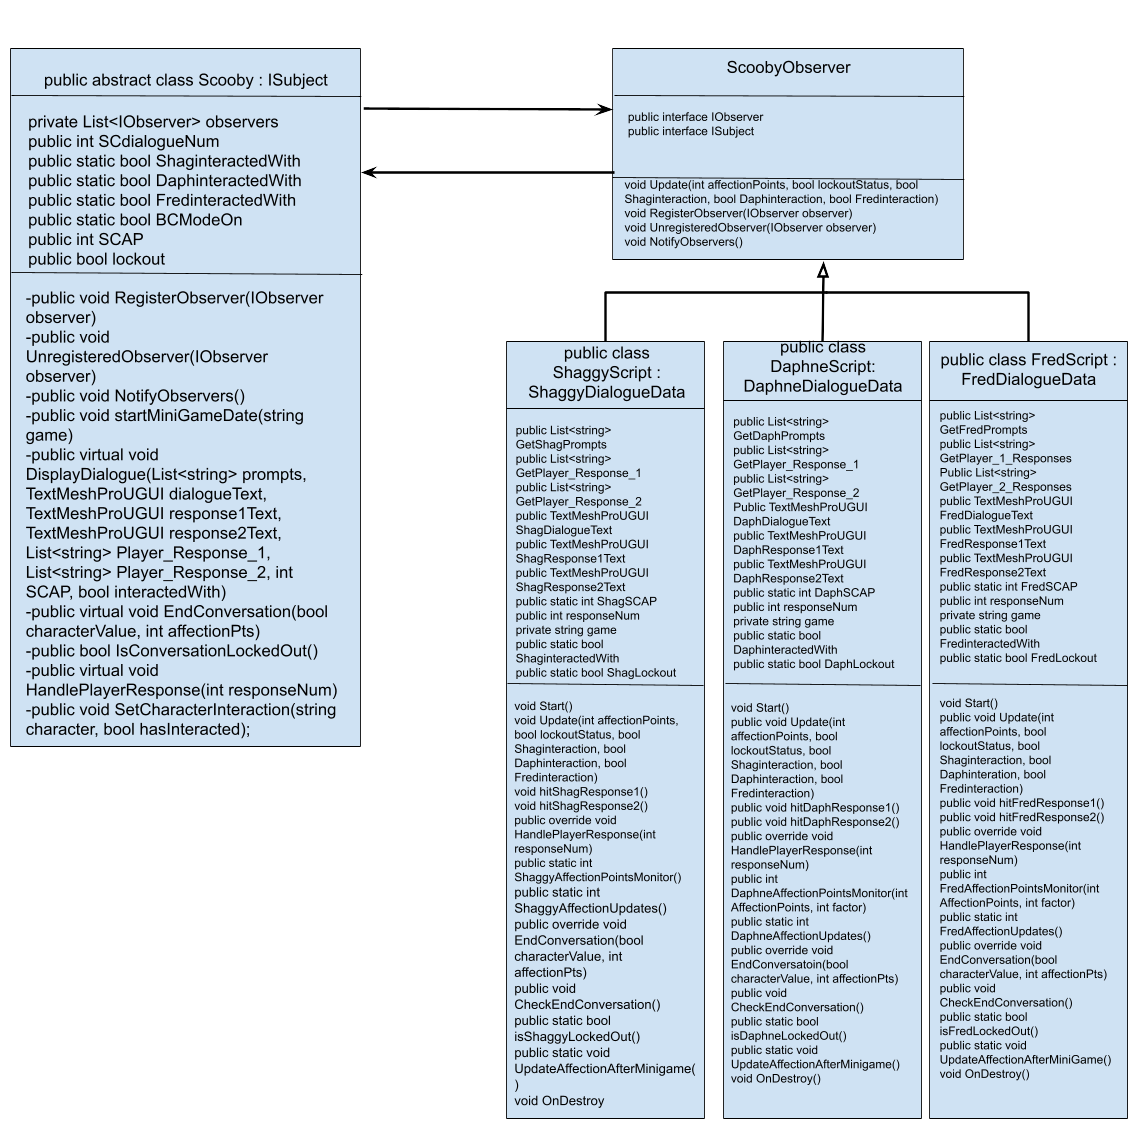 public abstract class Scooby : ISubject
private List<IObserver> observers
public int SCdialogueNum
public static bool ShaginteractedWith
public static bool DaphinteractedWith
public static bool FredinteractedWith
public static bool BCModeOn
public int SCAP
public bool lockout
-public void RegisterObserver(IObserver
observer)
-public void
UnregisteredObserver(IObserver
observer)
-public void NotifyObservers()
-public void startMiniGameDate(string
game)
-public virtual void
DisplayDialogue(List<string> prompts,
TextMeshProUGUI dialogueText,
TextMeshProUGUI response1Text,
TextMeshProUGUI response2Text,
List<string> Player_Response_1,
List<string> Player_Response_2, int
SCAP, bool interactedWith)
-public virtual void EndConversation(bool
characterValue, int affectionPts)
-public bool IsConversationLockedOut()
-public virtual void
HandlePlayerResponse(int responseNum)
-public void SetCharacterInteraction(string
character, bool hasInteracted);
ScoobyObserver
public interface IObserver
public interface ISubject
void Update(int affectionPoints, bool lockoutStatus, bool
Shaginteraction, bool Daphinteraction, bool Fredinteraction)
void RegisterObserver(IObserver observer)
void UnregisteredObserver(IObserver observer)
void NotifyObservers()
public class
ShaggyScript :
ShaggyDialogueData
public List<string>
GetShagPrompts
public List<string>
GetPlayer_Response_1
public List<string>
GetPlayer_Response_2
public TextMeshProUGUI
ShagDialogueText
public TextMeshProUGUI
ShagResponse1Text
public TextMeshProUGUI
ShagResponse2Text
public static int ShagSCAP
public int responseNum
private string game
public static bool
ShaginteractedWith
public static bool ShagLockout
void Start()
void Update(int affectionPoints,
bool lockoutStatus, bool
Shaginteraction, bool
Daphinteraction, bool
Fredinteraction)
void hitShagResponse1()
void hitShagResponse2()
public override void
HandlePlayerResponse(int
responseNum)
public static int
ShaggyAffectionPointsMonitor()
public static int
ShaggyAffectionUpdates()
public override void
EndConversation(bool
characterValue, int
affectionPts)
public void
CheckEndConversation()
public static bool
isShaggyLockedOut()
public static void
UpdateAffectionAfterMinigame(
)
void OnDestroy
public class
DaphneScript:
DaphneDialogueData
public List<string>
GetDaphPrompts
public List<string>
GetPlayer_Response_1
public List<string>
GetPlayer_Response_2
Public TextMeshProUGUI
DaphDialogueText
public TextMeshProUGUI
DaphResponse1Text
public TextMeshProUGUI
DaphResponse2Text
public static int DaphSCAP
public int responseNum
private string game
public static bool
DaphinteractedWith
public static bool DaphLockout
void Start()
public void Update(int
affectionPoints, bool
lockoutStatus, bool
Shaginteraction, bool
Daphinteraction, bool
Fredinteraction)
public void hitDaphResponse1()
public void hitDaphResponse2()
public override void
HandlePlayerResponse(int
responseNum)
public int
DaphneAffectionPointsMonitor(int
AffectionPoints, int factor)
public static int
DaphneAffectionUpdates()
public override void
EndConversatoin(bool
characterValue, int affectionPts)
public void
CheckEndConversation()
public static bool
isDaphneLockedOut()
public static void
UpdateAffectionAfterMinigame()
void OnDestroy()
public class FredScript :
FredDialogueData
public List<string>
GetFredPrompts
public List<string>
GetPlayer_1_Responses
Public List<string>
GetPlayer_2_Responses
public TextMeshProUGUI
FredDialogueText
public TextMeshProUGUI
FredResponse1Text
public TextMeshProUGUI
FredResponse2Text
public static int FredSCAP
public int responseNum
private string game
public static bool
FredinteractedWith
public static bool FredLockout
void Start()
public void Update(int
affectionPoints, bool
lockoutStatus, bool
Shaginteraction, bool
Daphinteration, bool
Fredinteraction)
public void hitFredResponse1()
public void hitFredResponse2()
public override void
HandlePlayerResponse(int
responseNum)
public int
FredAffectionPointsMonitor(int
AffectionPoints, int factor)
public static int
FredAffectionUpdates()
public override void
EndConversation(bool
characterValue, int affectionPts)
public void
CheckEndConversation()
public static bool
isFredLockedOut()
public static void
UpdateAffectionAfterMiniGame()
void OnDestroy()